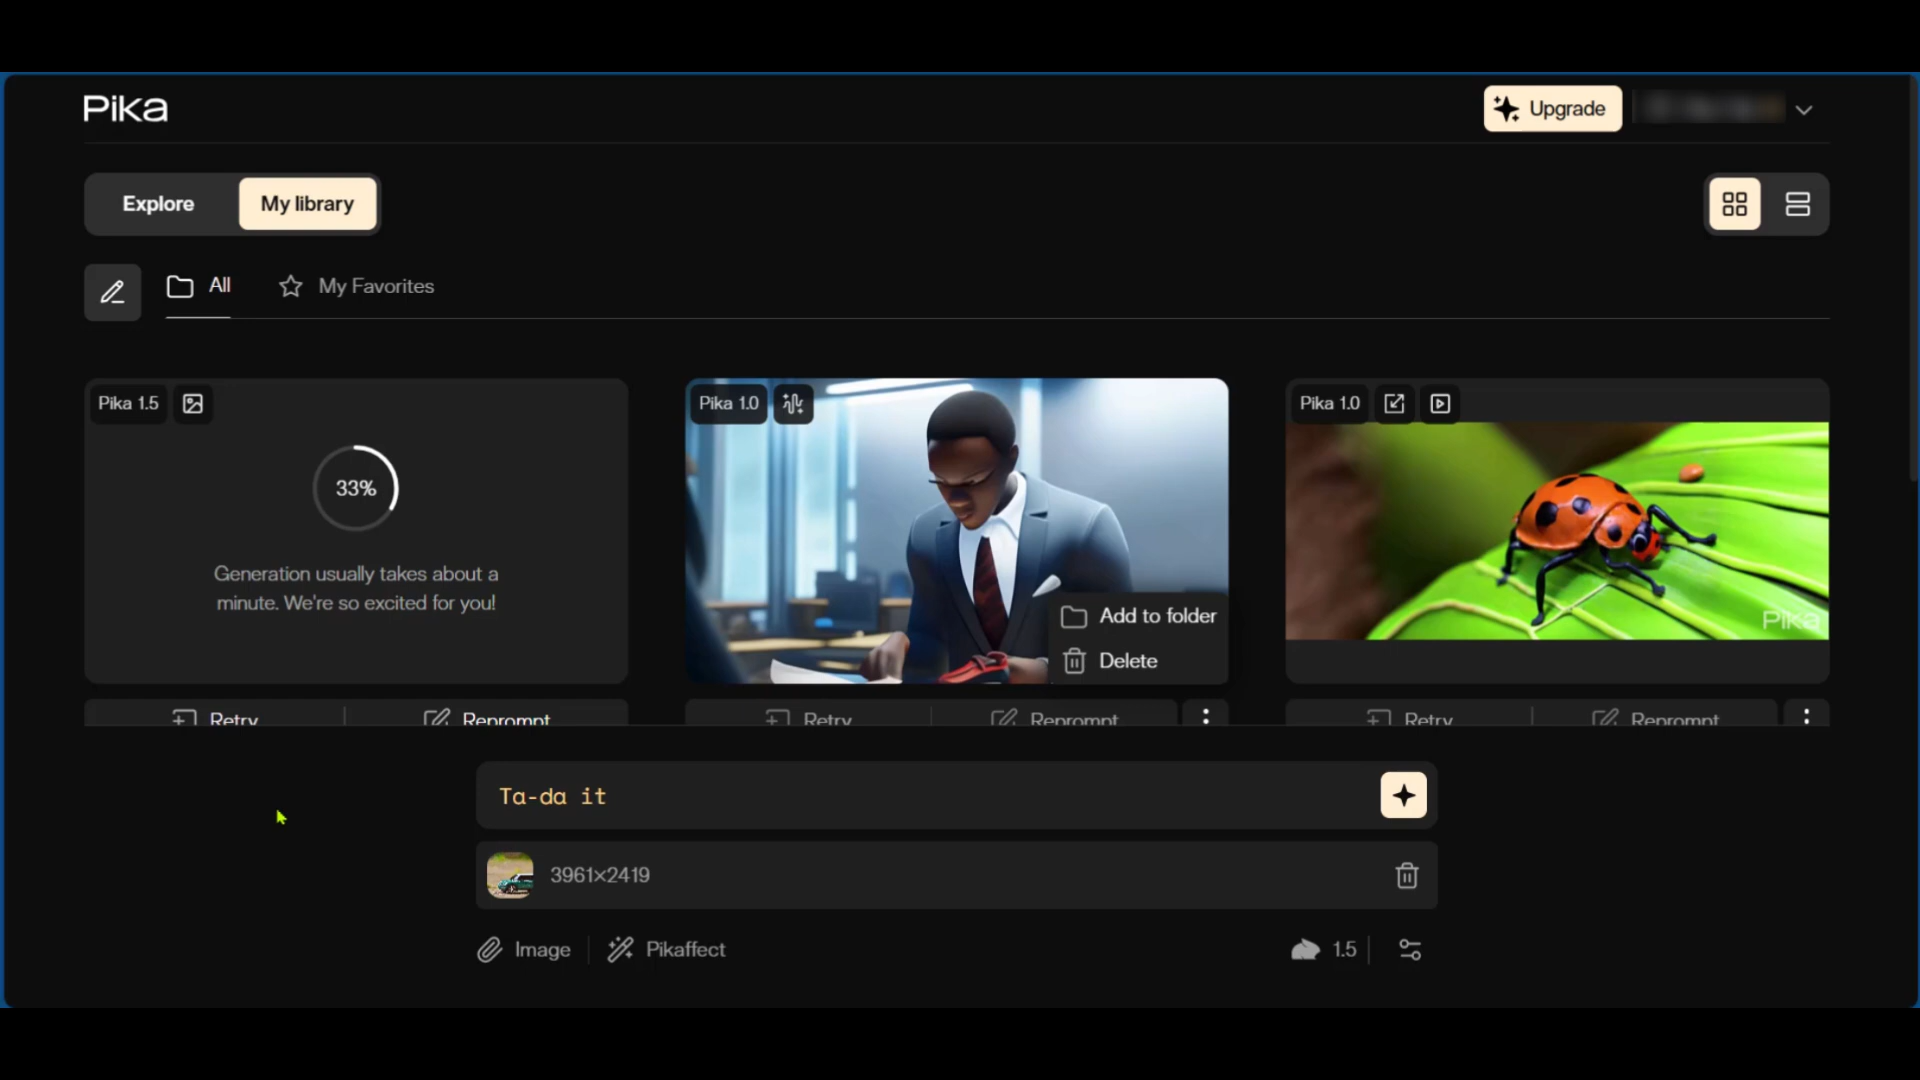 Pika
Upgrade
Explore
My library
All
My Favorites
Pika 1.5
33%
Generation usually takes about a
minute. We're so excited for you!
Pika 1.0
Add to folder
Delete
Pika 1.0
Pika
Retry
Reprompt
Retry
Reprompt
Retry
Reprompt
Ta-da it
3961×2419
Image
Pikaffect
1.5